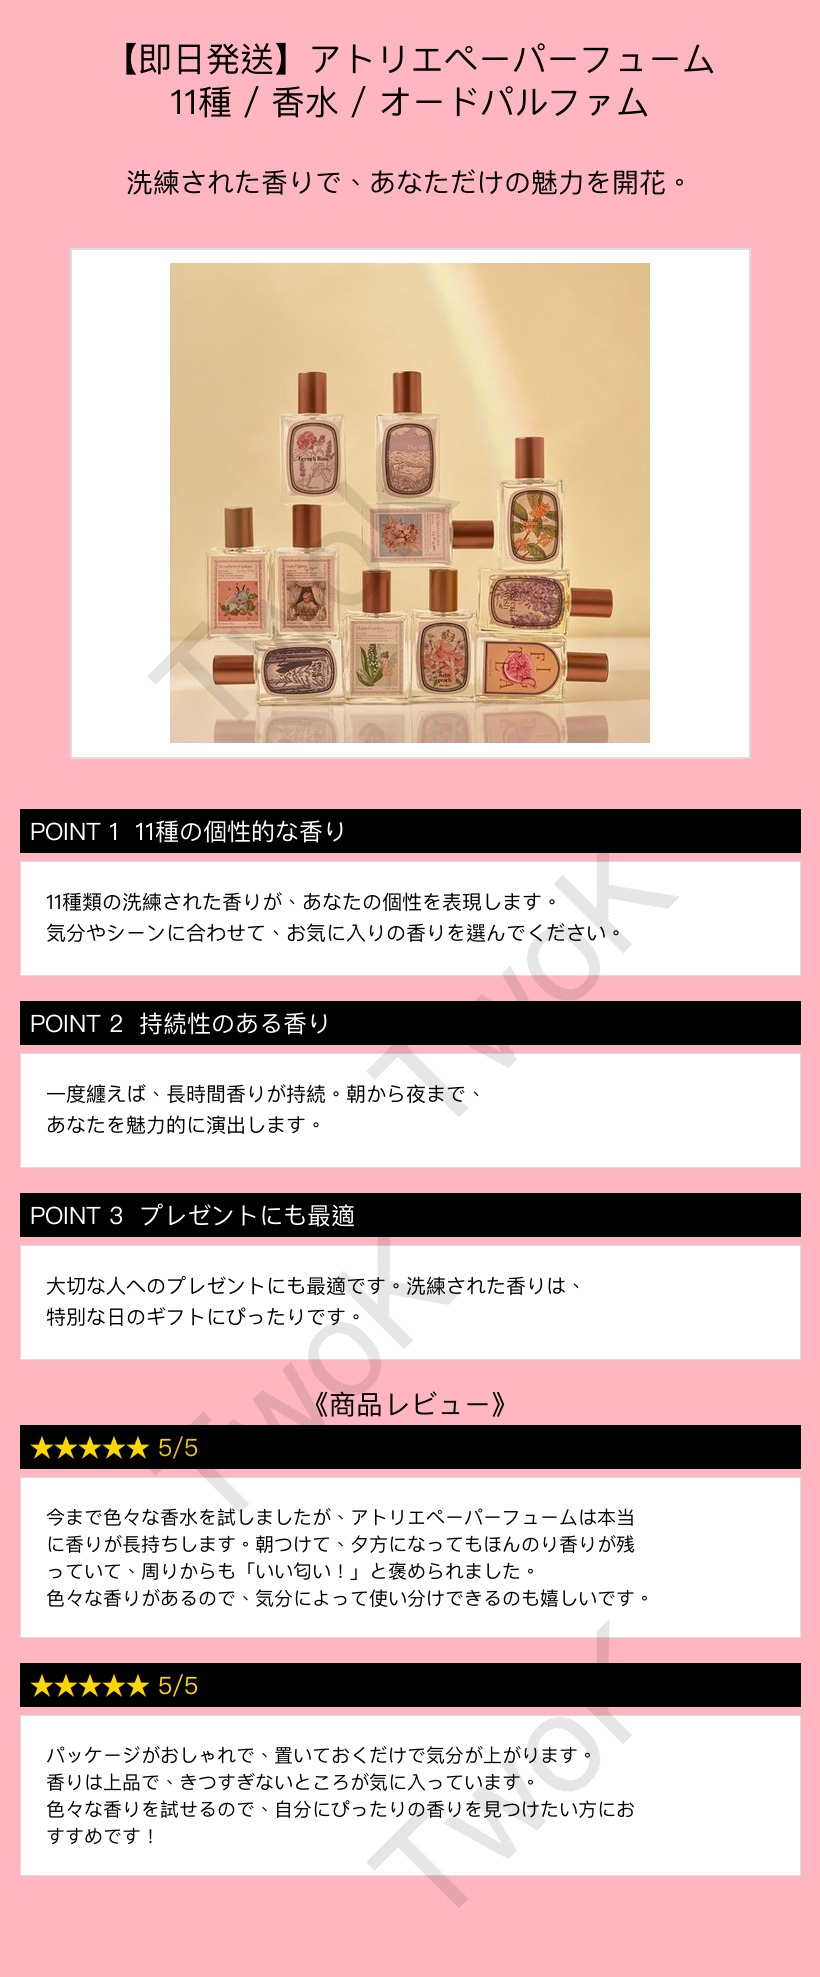 【即日発送】アトリエペーパーフューム
11種 / 香水 / オードパルファム
洗練された香りで、あなただけの魅力を開花。
French Rose
TwoK
POINT 1 11種の個性的な香り
11種類の洗練された香りが、あなたの個性を表現します。
気分やシーンに合わせて、お気に入りの香りを選んでください。
TwoK
POINT 2 持続性のある香り
一度纏えば、長時間香りが持続。朝から夜まで、
あなたを魅力的に演出します。
POINT 3 プレゼントにも最適
大切な人へのプレゼントにも最適です。洗練された香りは、
特別な日のギフトにぴったりです。
TwoK
《商品レビュー》
★★★★★ 5/5
今まで色々な香水を試しましたが、アトリエペーパーフュームは本当
に香りが長持ちします。朝つけて、夕方になってもほんのり香りが残
っていて、周りからも「いい匂い！」と褒められました。
色々な香りがあるので、気分によって使い分けできるのも嬉しいです。
★★★★★ 5/5
パッケージがおしゃれで、置いておくだけで気分が上がります。
香りは上品で、きつすぎないところが気に入っています。
色々な香りを試せるので、自分にぴったりの香りを見つけたい方にお
すすめです！
TwoK